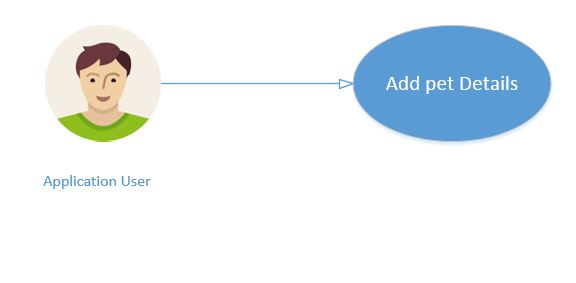 Add pet Details
Application User